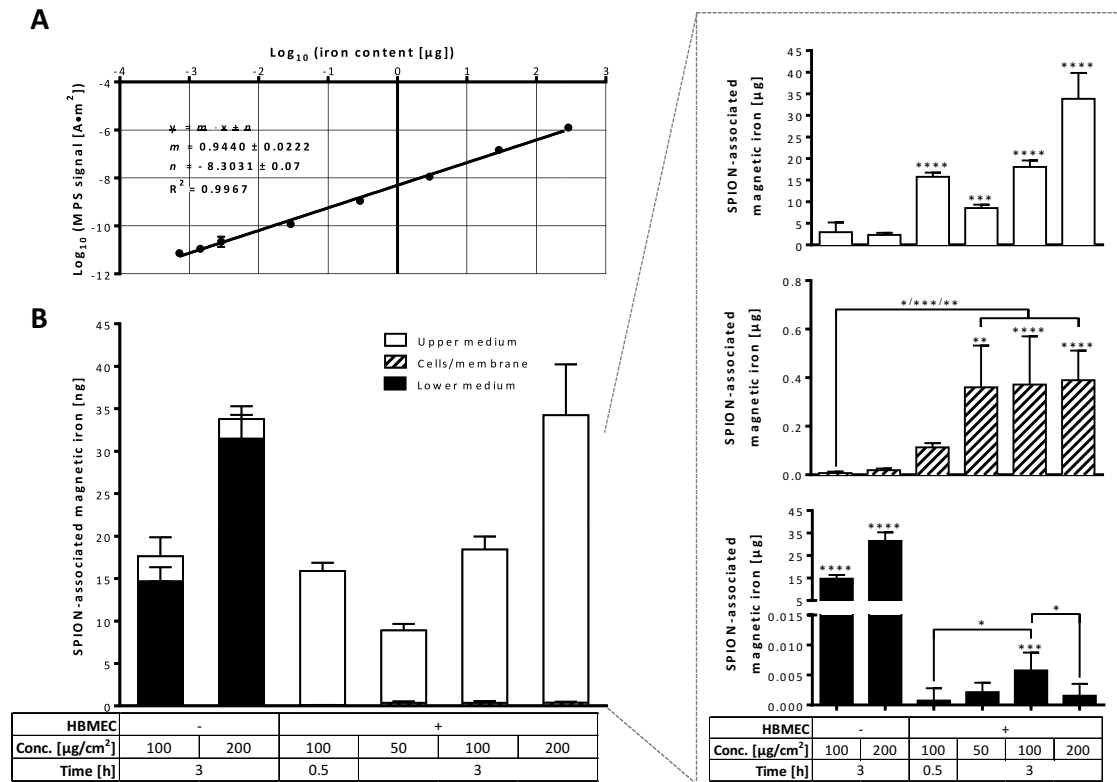 A
Log10 (iron content [µg])
-4 -3 -2 -1 0 1 2 3
-4
-6
-8
-10
-12
Log10 (MPS signal [A•m2])
y = m · x + n
m = 0.9440 ± 0.0222
n = -8.3031 ± 0.07
R2 = 0.9967
B
SPION-associated magnetic iron [ng]
45
40
35
30
25
20
15
10
5
0
Upper medium
Cells/membrane
Lower medium
HBMEC - +
Conc. [µg/cm2] 100 200 100 50 100 200
Time [h] 3 0.5 3
SPION-associated
magnetic iron [µg]
45
40
35
30
25
20
15
10
5
0
**** *** **** ****
SPION-associated
magnetic iron [µg]
0.8
0.6
0.4
0.2
0.0
*/***/**
** **** ****
SPION-associated
magnetic iron [µg]
45
35
25
15
5
0.015
0.010
0.005
0.000
**** ****
* *
***
HBMEC - +
Conc. [µg/cm2] 100 200 100 50 100 200
Time [h] 3 0.5 3